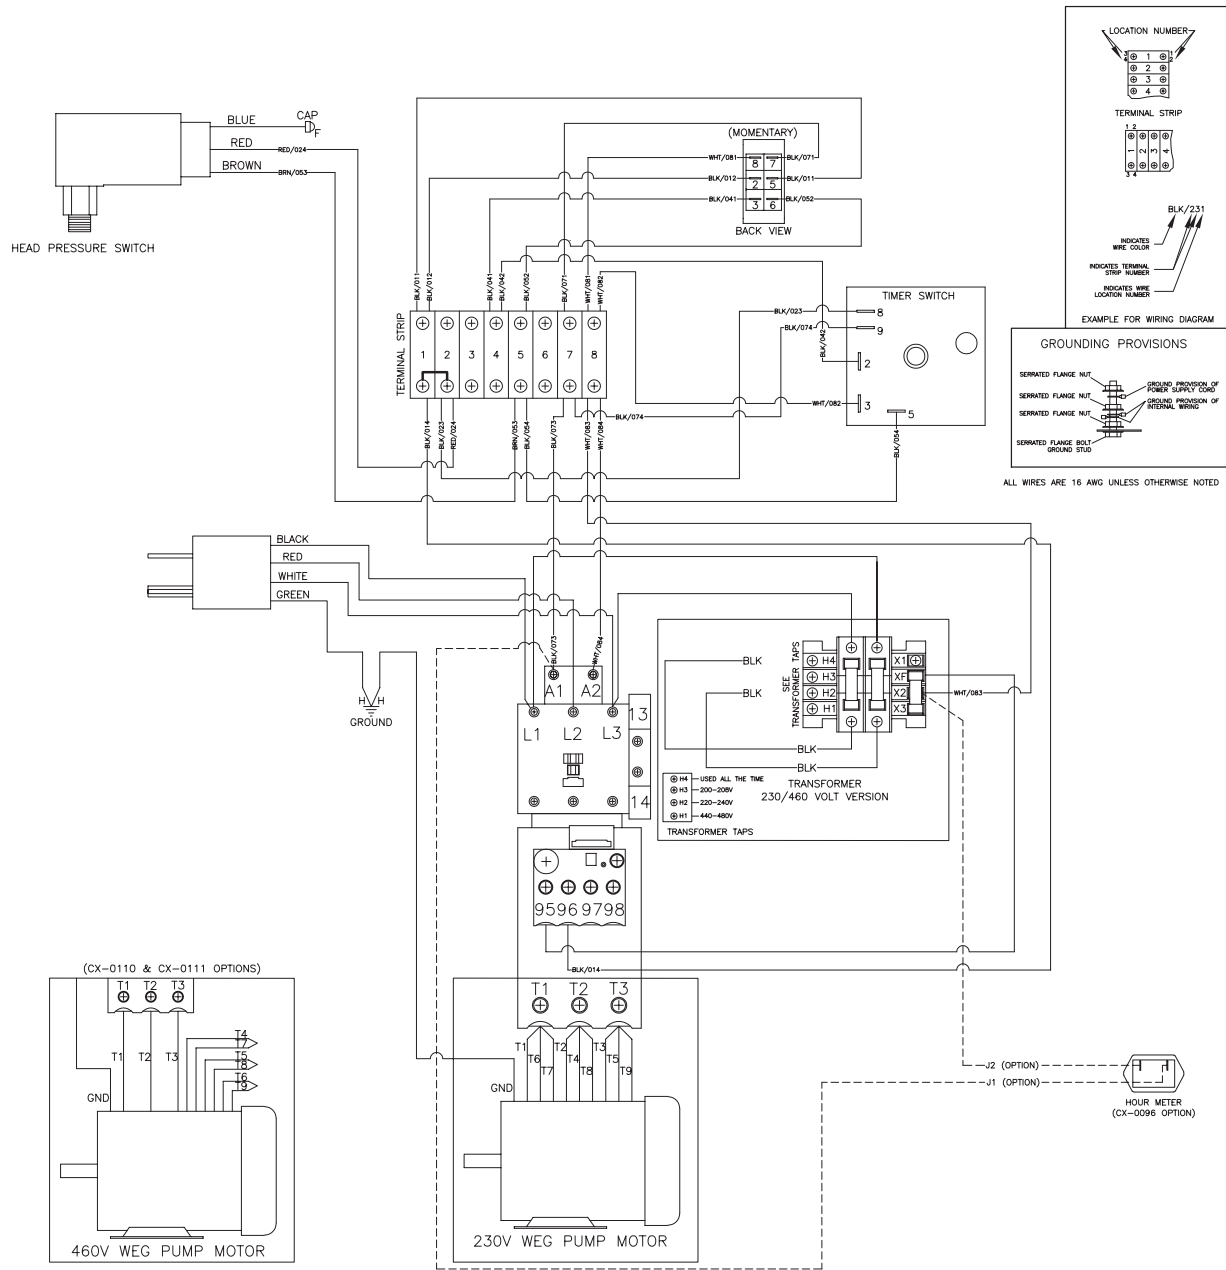 LOCATION NUMBER
3 1
4 2
1
2
3
4
TERMINAL STRIP
1 2
1 2 3 4
3 4
BLK/231
INDICATES
WIRE COLOR
INDICATES TERMINAL
STRIP NUMBER
INDICATES WIRE
LOCATION NUMBER
EXAMPLE FOR WIRING DIAGRAM
GROUNDING PROVISIONS
SERRATED FLANGE NUT
GROUND PROVISION OF
POWER SUPPLY CORD
SERRATED FLANGE NUT
GROUND PROVISION OF
INTERNAL WIRING
SERRATED FLANGE NUT
SERRATED FLANGE BOLT
GROUND STUD
ALL WIRES ARE 16 AWG UNLESS OTHERWISE NOTED
BLUE
CAP
F
RED
RED/024
BROWN
BRN/053
HEAD PRESSURE SWITCH
(MOMENTARY)
WHT/081 8 7 BLK/071
BLK/012 2 5 BLK/011
BLK/041 3 6 BLK/052
BACK VIEW
BLK/011
BLK/012
BLK/041
BLK/042
BLK/052
BLK/071
WHT/081
WHT/082
TERMINAL STRIP
1 2 3 4 5 6 7 8
TIMER SWITCH
BLK/023 8
BLK/074 9
BLK/042
2
WHT/082 3
5
BLK/054
BLK/014
BLK/023
RED/024
BRN/053
BLK/054
BLK/073
BLK/074
WHT/083
WHT/084
BLACK
RED
WHITE
GREEN
H H
GROUND
BLK/073
WHT/084
A1 A2
L1 L2 L3
13
14
SEE
TRANSFORMER TAPS
BLK
BLK
H4
H3
H2
H1
X1
XF
X2
X3
WHT/083
BLK
BLK
TRANSFORMER
230/460 VOLT VERSION
H4 USED ALL THE TIME
H3 200-208V
H2 220-240V
H1 440-480V
TRANSFORMER TAPS
95 96 97 98
BLK/014
T1 T2 T3
T1
T6
T7
T2
T4
T8
T3
T5
T9
GND
230V WEG PUMP MOTOR
(CX-0110 & CX-0111 OPTIONS)
T1 T2 T3
T1 T2 T3
T4
T7
T5
T8
T6
T9
GND
460V WEG PUMP MOTOR
J2 (OPTION)
J1 (OPTION)
HOUR METER
(CX-0096 OPTION)